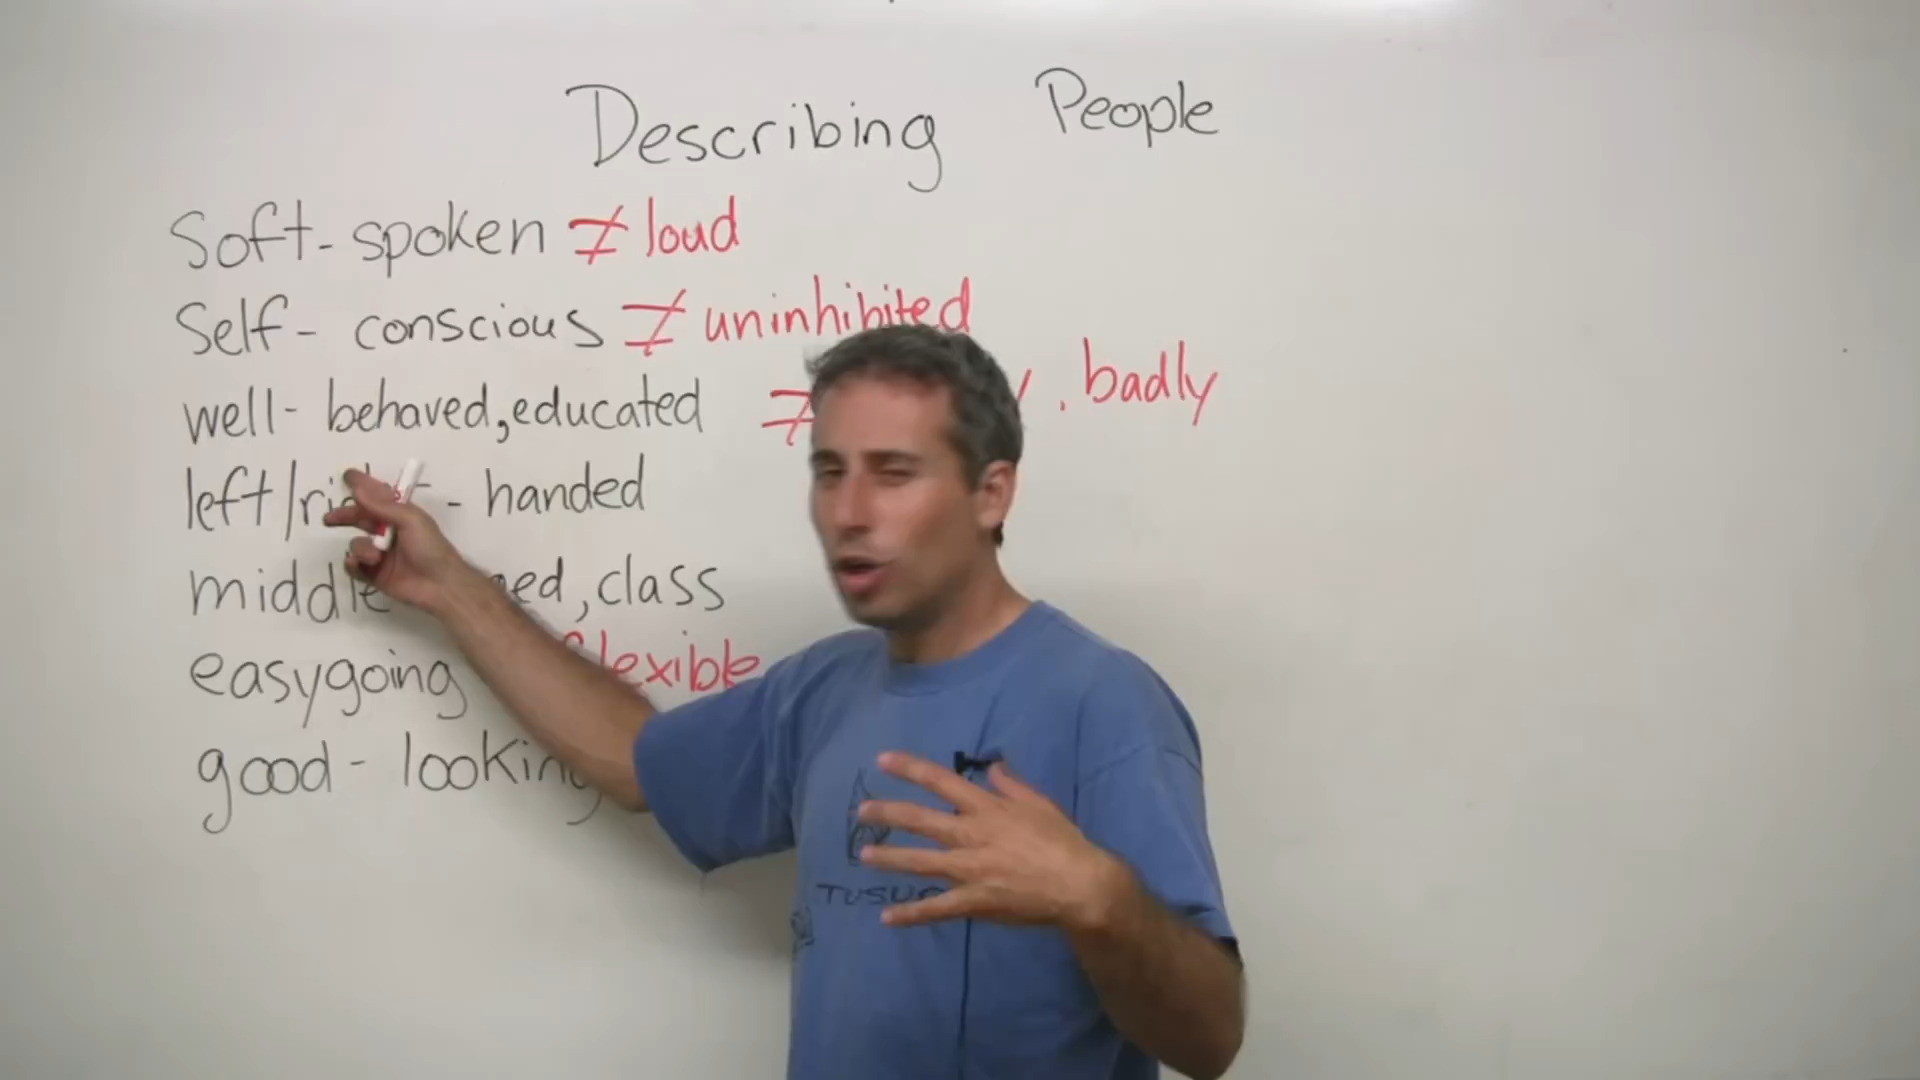 Describing People
Soft-spoken ≠ loud
Self-conscious ≠ uninhibited
well-behaved, educated ≠ . badly
left/ - handed
middle , class
easygoing
good-looking